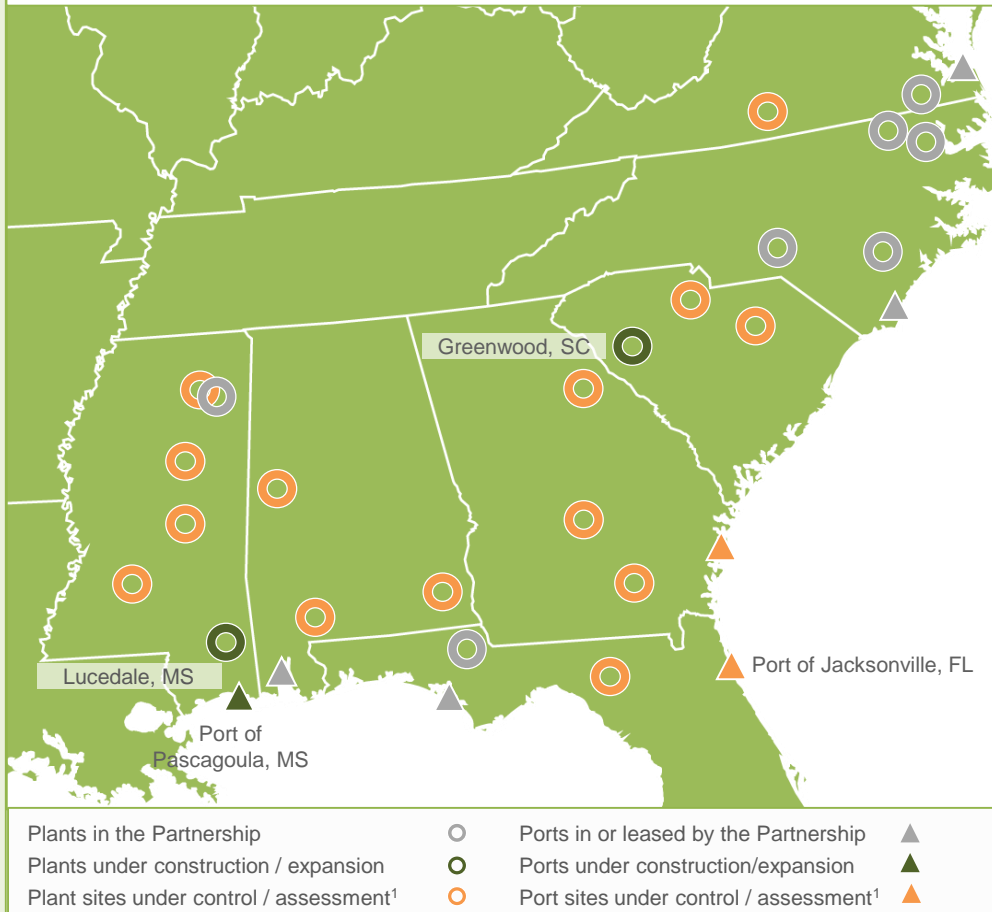 Greenwood, SC
Lucedale, MS
Port of Jacksonville, FL
Port of
Pascagoula, MS
Plants in the Partnership
Plants under construction / expansion
Plant sites under control / assessment¹
Ports in or leased by the Partnership
Ports under construction/expansion
Port sites under control / assessment¹